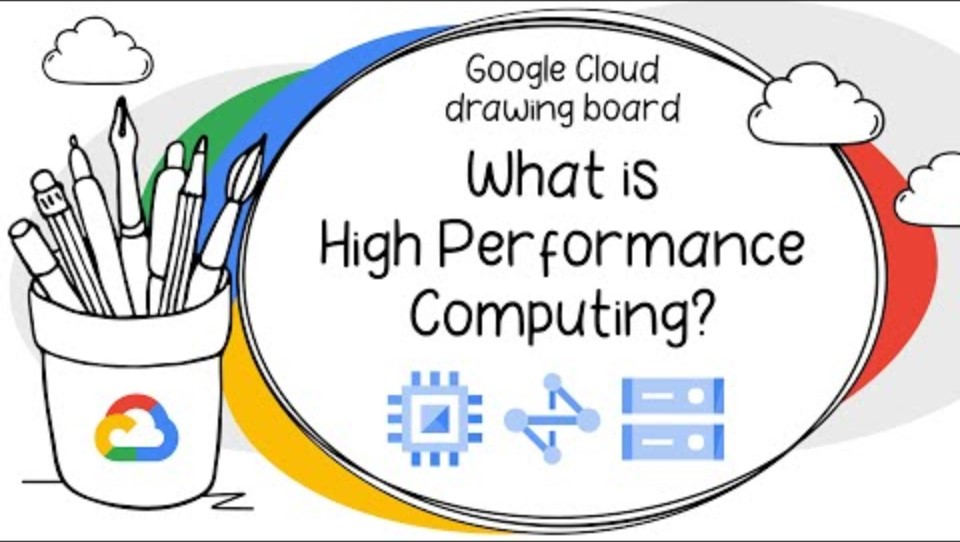 Google Cloud
drawing board
What is
High Performance
Computing?